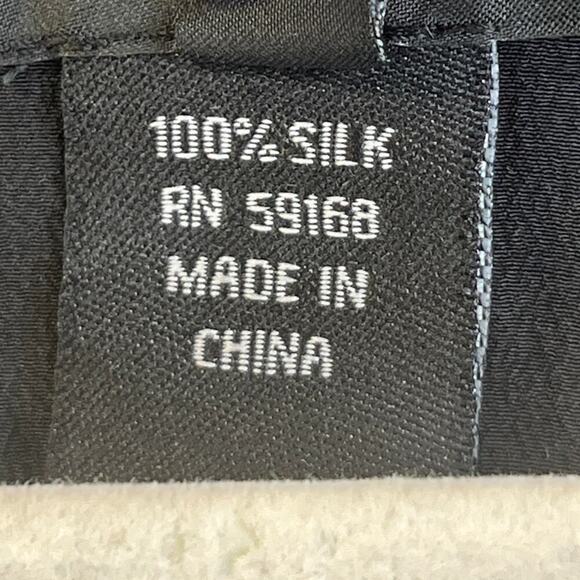 100% SILK
RN 59168
MADE IN
CHINA